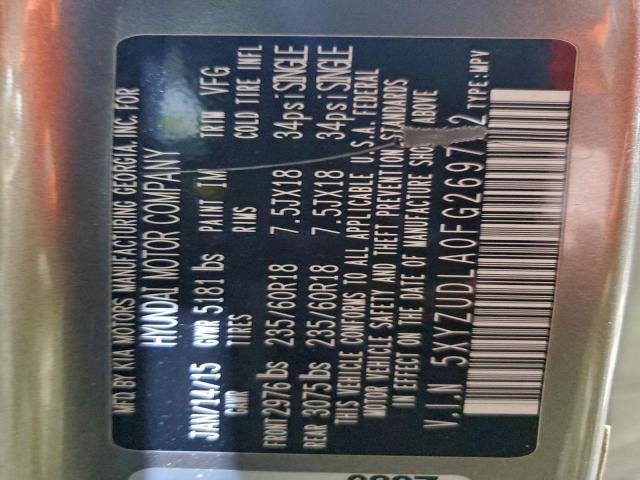 MFD BY KIA MOTORS MANUFACTURING GEORGIA, INC. FOR
HYUNDAI MOTOR COMPANY
JAN/14/15 GVWR 5181 lbs PAINT IM TRIM VFG
GWR TIRES RIMS COLD TIRE INFL
FRONT 2976 lbs 235/60R18 7.5JX18 34psi SINGLE
REAR 3075 lbs 235/60R18 7.5JX18 34psi SINGLE
THIS VEHICLE CONFORMS TO ALL APPLICABLE U.S.A. FEDERAL
MOTOR VEHICLE SAFETY AND THEFT PREVENTION STANDARDS
IN EFFECT ON THE DATE OF MANUFACTURE ABOVE
V.I.N 5XYZUDLA0FG2697 2 TYPE:MPV